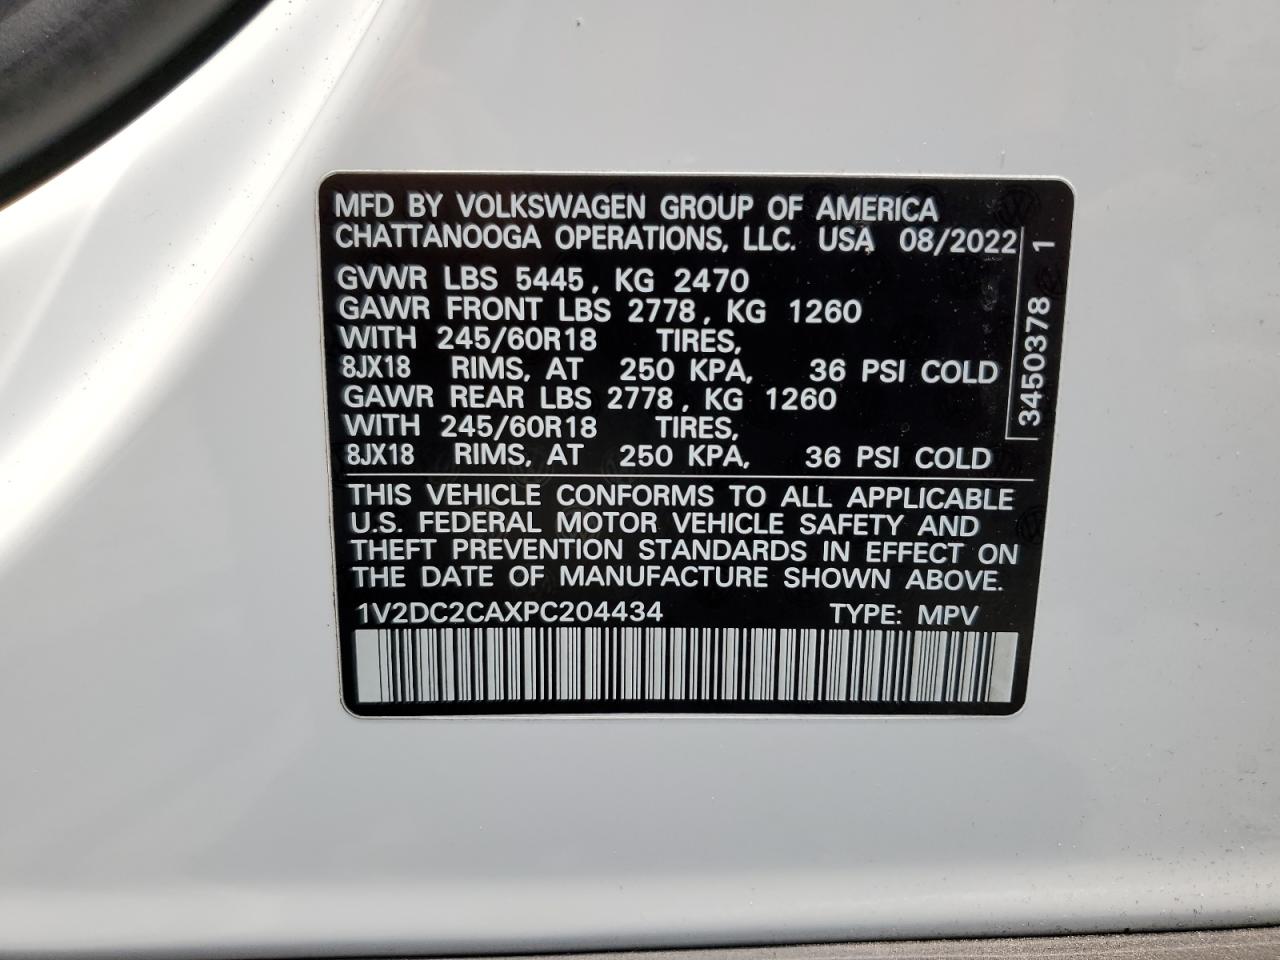 MFD BY VOLKSWAGEN GROUP OF AMERICA
CHATTANOOGA OPERATIONS, LLC. USA 08/2022
GVWR LBS 5445, KG 2470
GAWR FRONT LBS 2778, KG 1260
WITH 245/60R18 TIRES,
8JX18 RIMS, AT 250 KPA, 36 PSI COLD
GAWR REAR LBS 2778, KG 1260
WITH 245/60R18 TIRES,
8JX18 RIMS, AT 250 KPA, 36 PSI COLD
THIS VEHICLE CONFORMS TO ALL APPLICABLE
U.S. FEDERAL MOTOR VEHICLE SAFETY AND
THEFT PREVENTION STANDARDS IN EFFECT ON
THE DATE OF MANUFACTURE SHOWN ABOVE.
1V2DC2CAXPC204434 TYPE: MPV
3450378 1